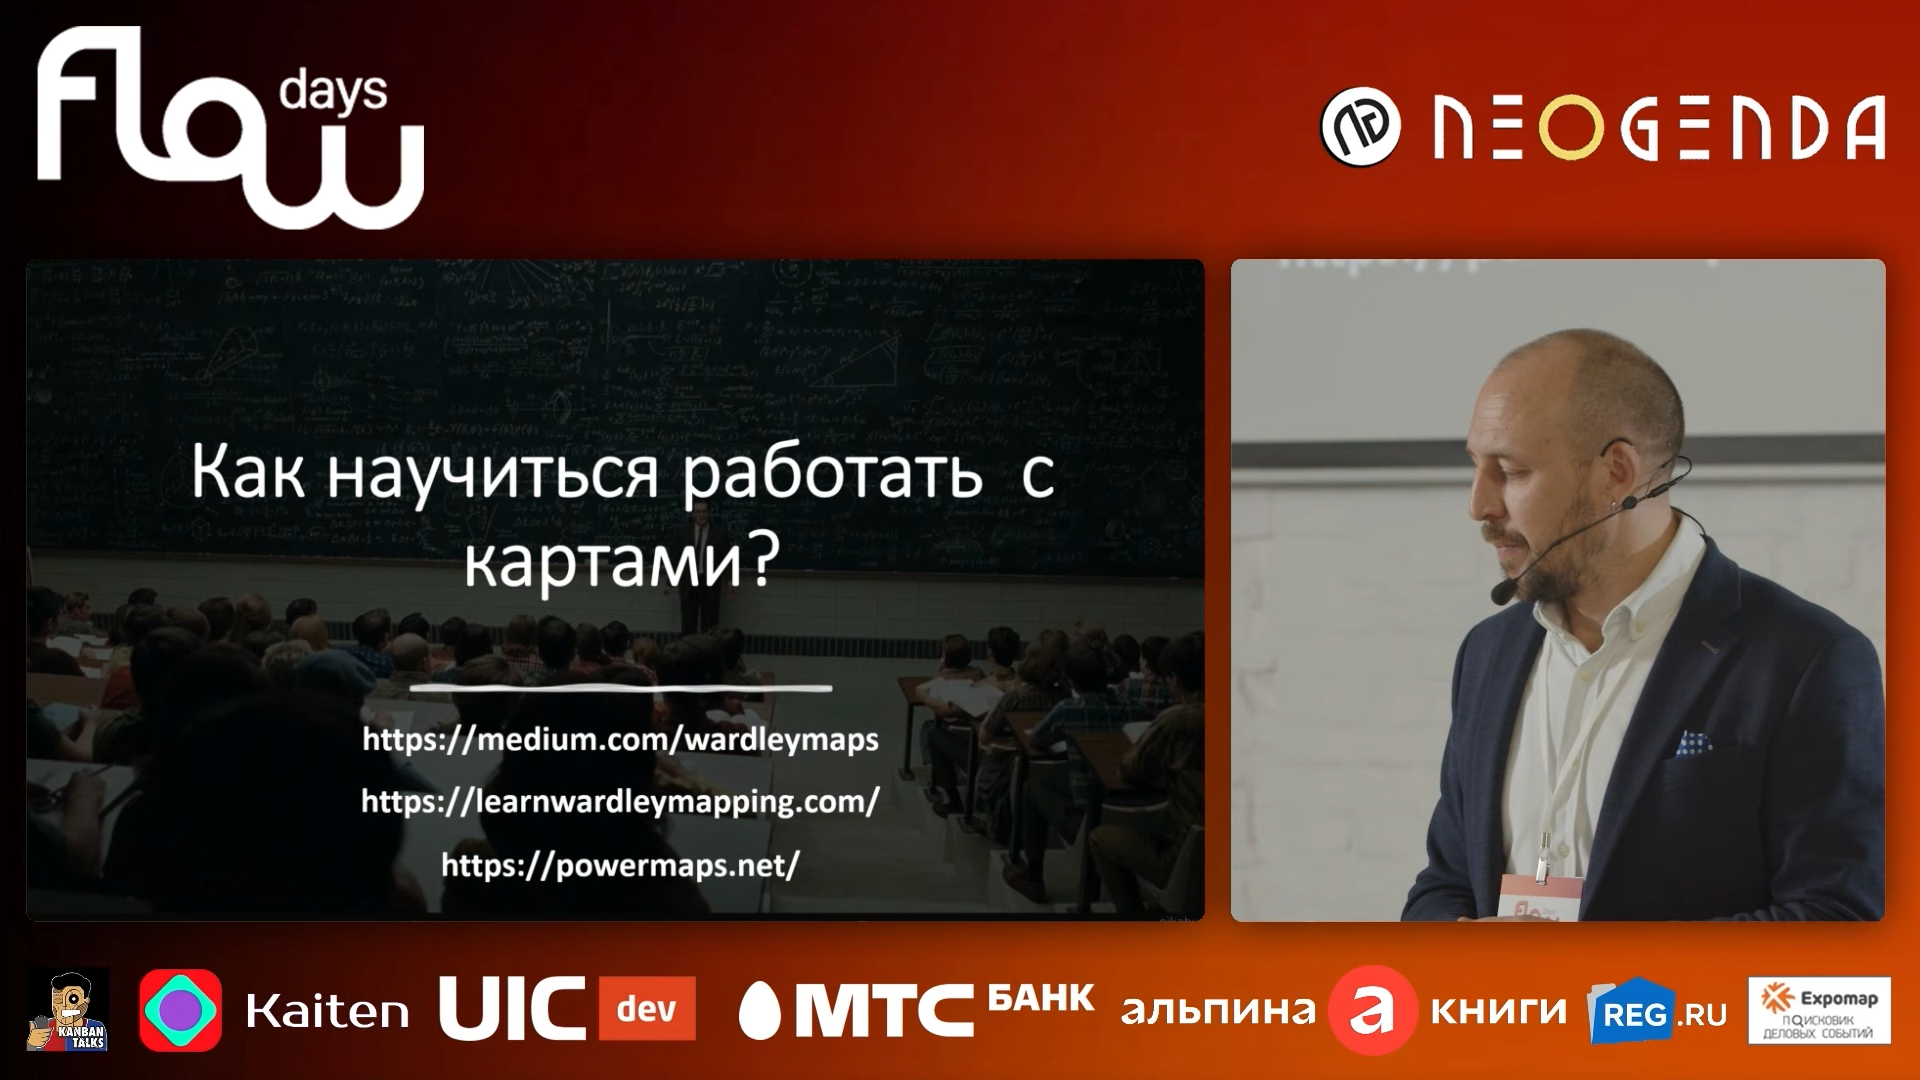 flow days
NEOGENDA
Как научиться работать с
картами?
https://medium.com/wardleymaps
https://learnwardleymapping.com/
https://powermaps.net/
KANBAN
TALKS
Kaiten
UIC dev
МТС БАНК
альпина а книги
REG.RU
Expomap
ПОИСКОВИК
ДЕЛОВЫХ СОБЫТИЙ